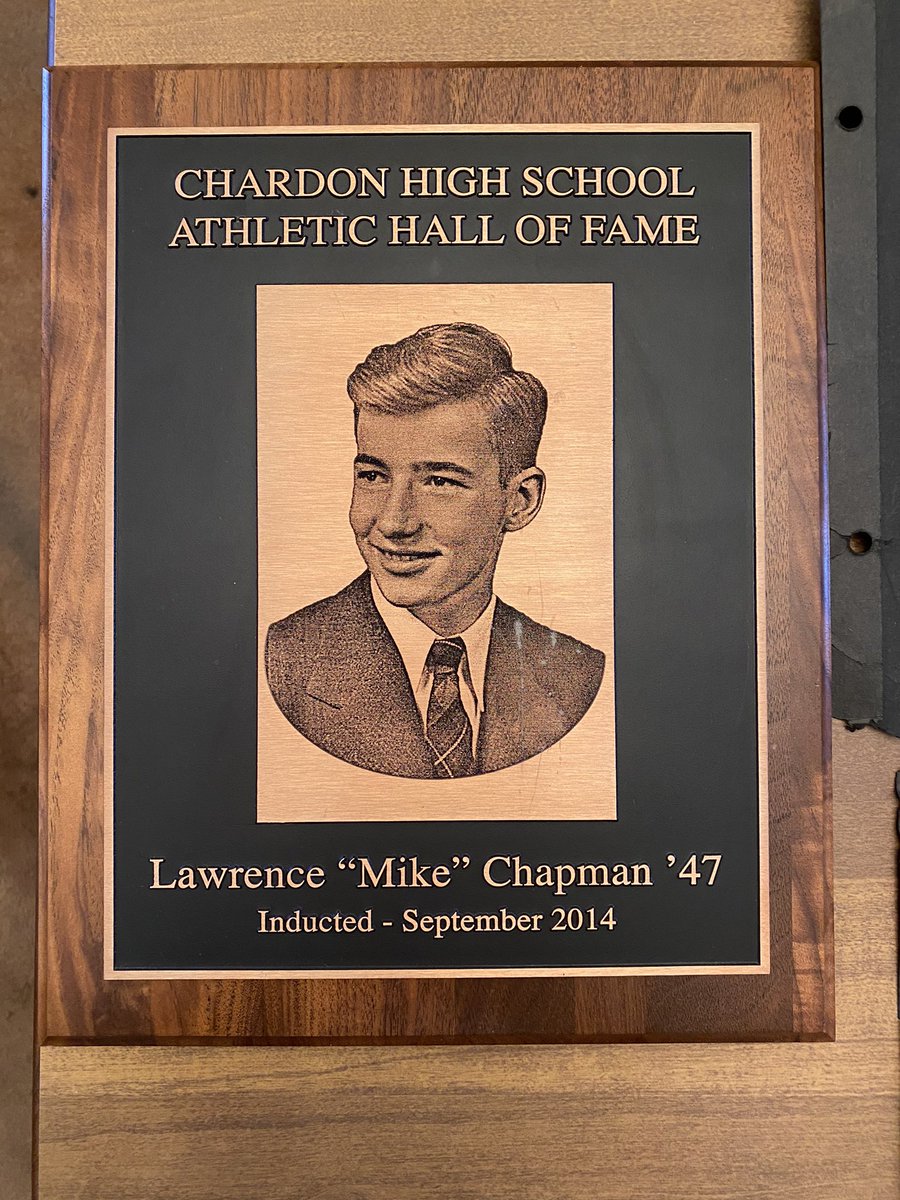 CHARDON HIGH SCHOOL
ATHLETIC HALL OF FAME
Lawrence “Mike” Chapman ’47
Inducted - September 2014